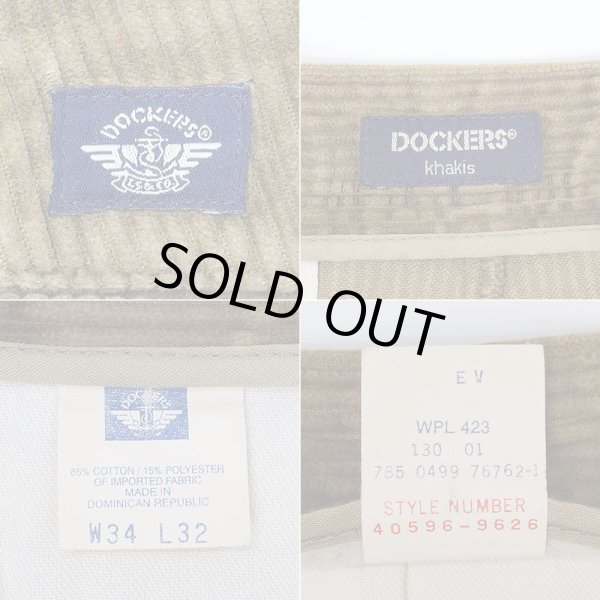 DOCKERS®
LS&CO.
DOCKERS®
khakis
SOLD OUT
DOCKERS
85% COTTON / 15% POLYESTER
OF IMPORTED FABRIC
MADE IN
DOMINICAN REPUBLIC
W34 L32
EV
WPL 423
130 01
785 0499 76762-1
STYLE NUMBER
40596-9626